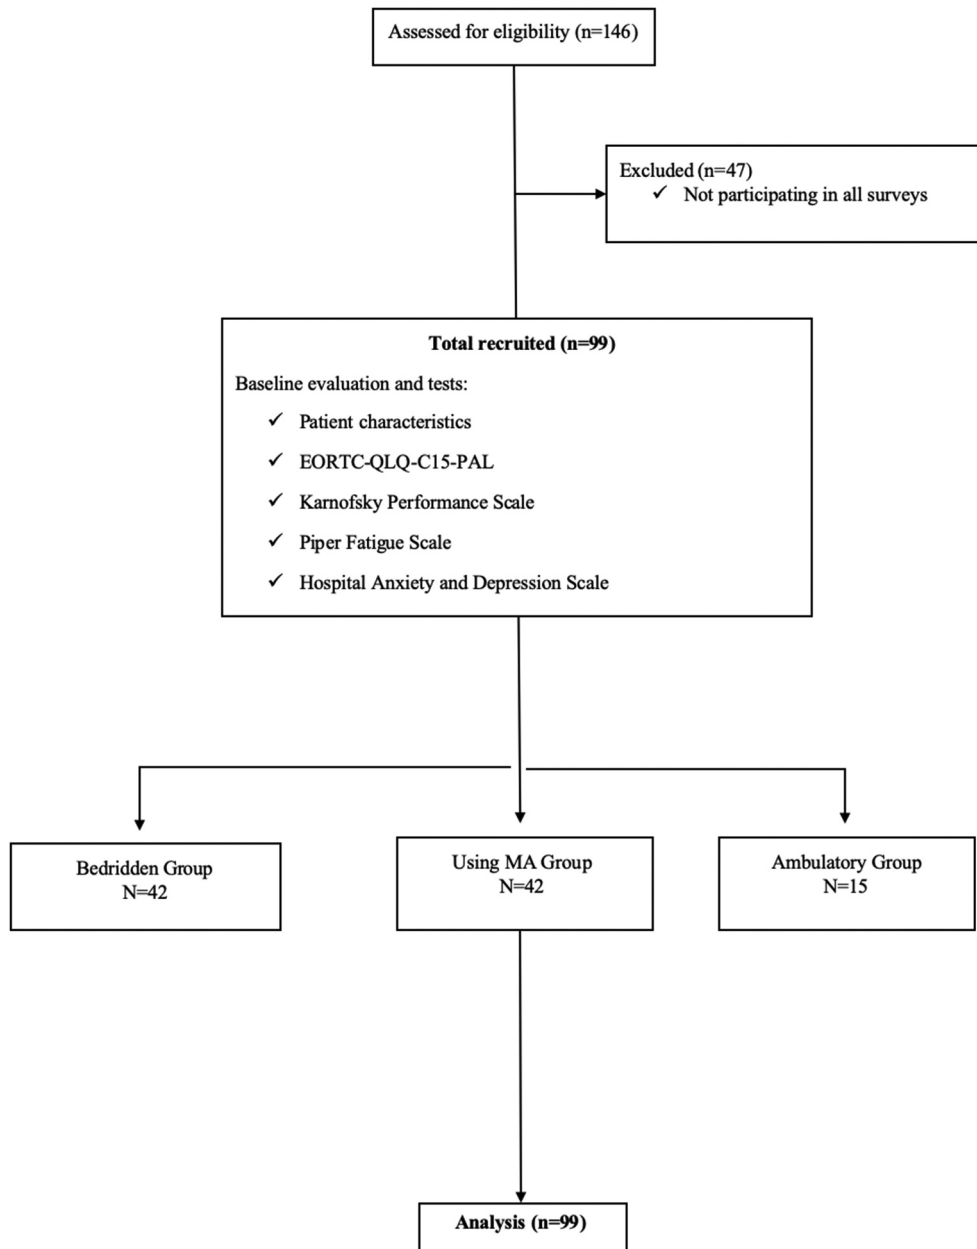 Assessed for eligibility (n=146)
Excluded (n=47)
✓ Not participating in all surveys
Total recruited (n=99)
Baseline evaluation and tests:
✓ Patient characteristics
✓ EORTC-QLQ-C15-PAL
✓ Karnofsky Performance Scale
✓ Piper Fatigue Scale
✓ Hospital Anxiety and Depression Scale
Bedridden Group
N=42
Using MA Group
N=42
Ambulatory Group
N=15
Analysis (n=99)